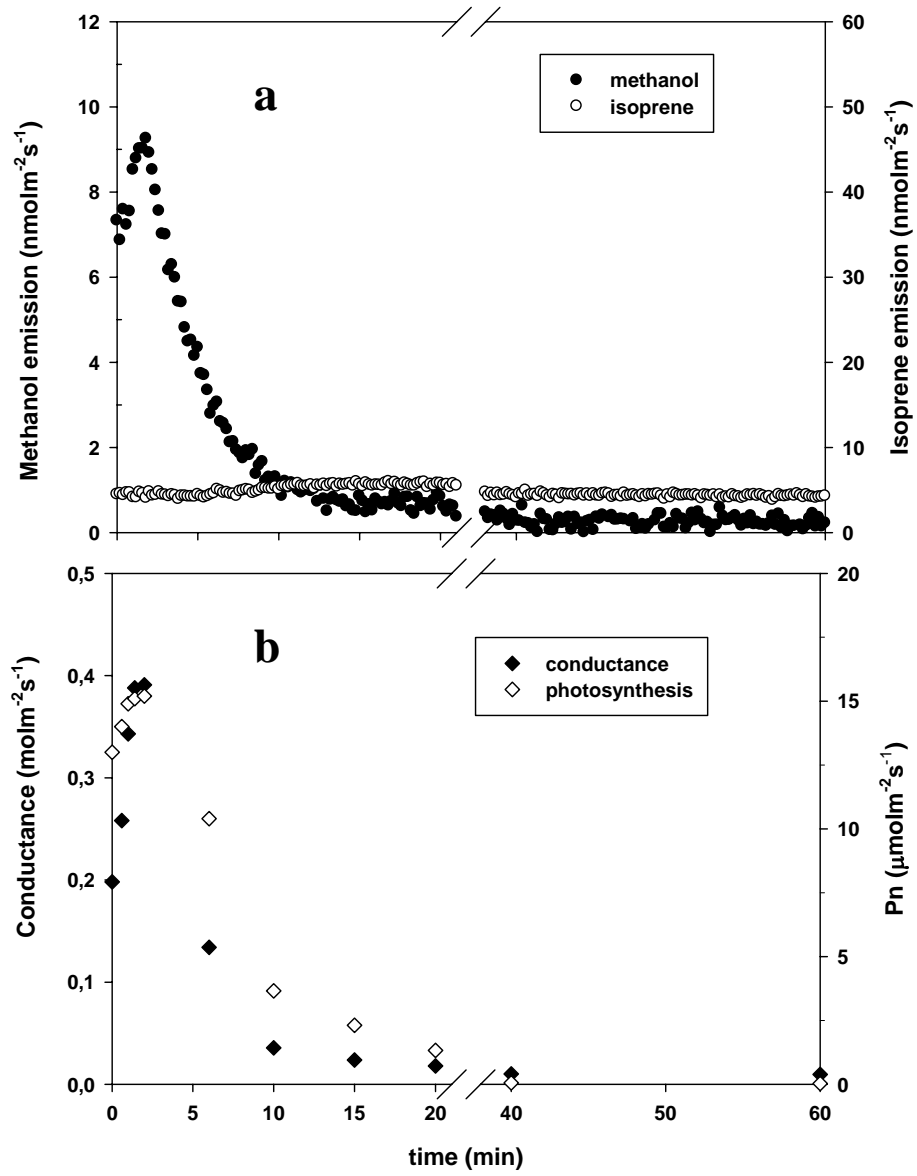 12
10
8
6
4
2
0
Methanol emission (nmolm⁻²s⁻¹)
a
methanol
isoprene
60
50
40
30
20
10
0
Isoprene emission (nmolm⁻²s⁻¹)
0,5
0,4
0,3
0,2
0,1
0,0
Conductance (molm⁻²s⁻¹)
b
conductance
photosynthesis
20
15
10
5
0
Pn (μmolm⁻²s⁻¹)
0 5 10 15 20 40 50 60
time (min)